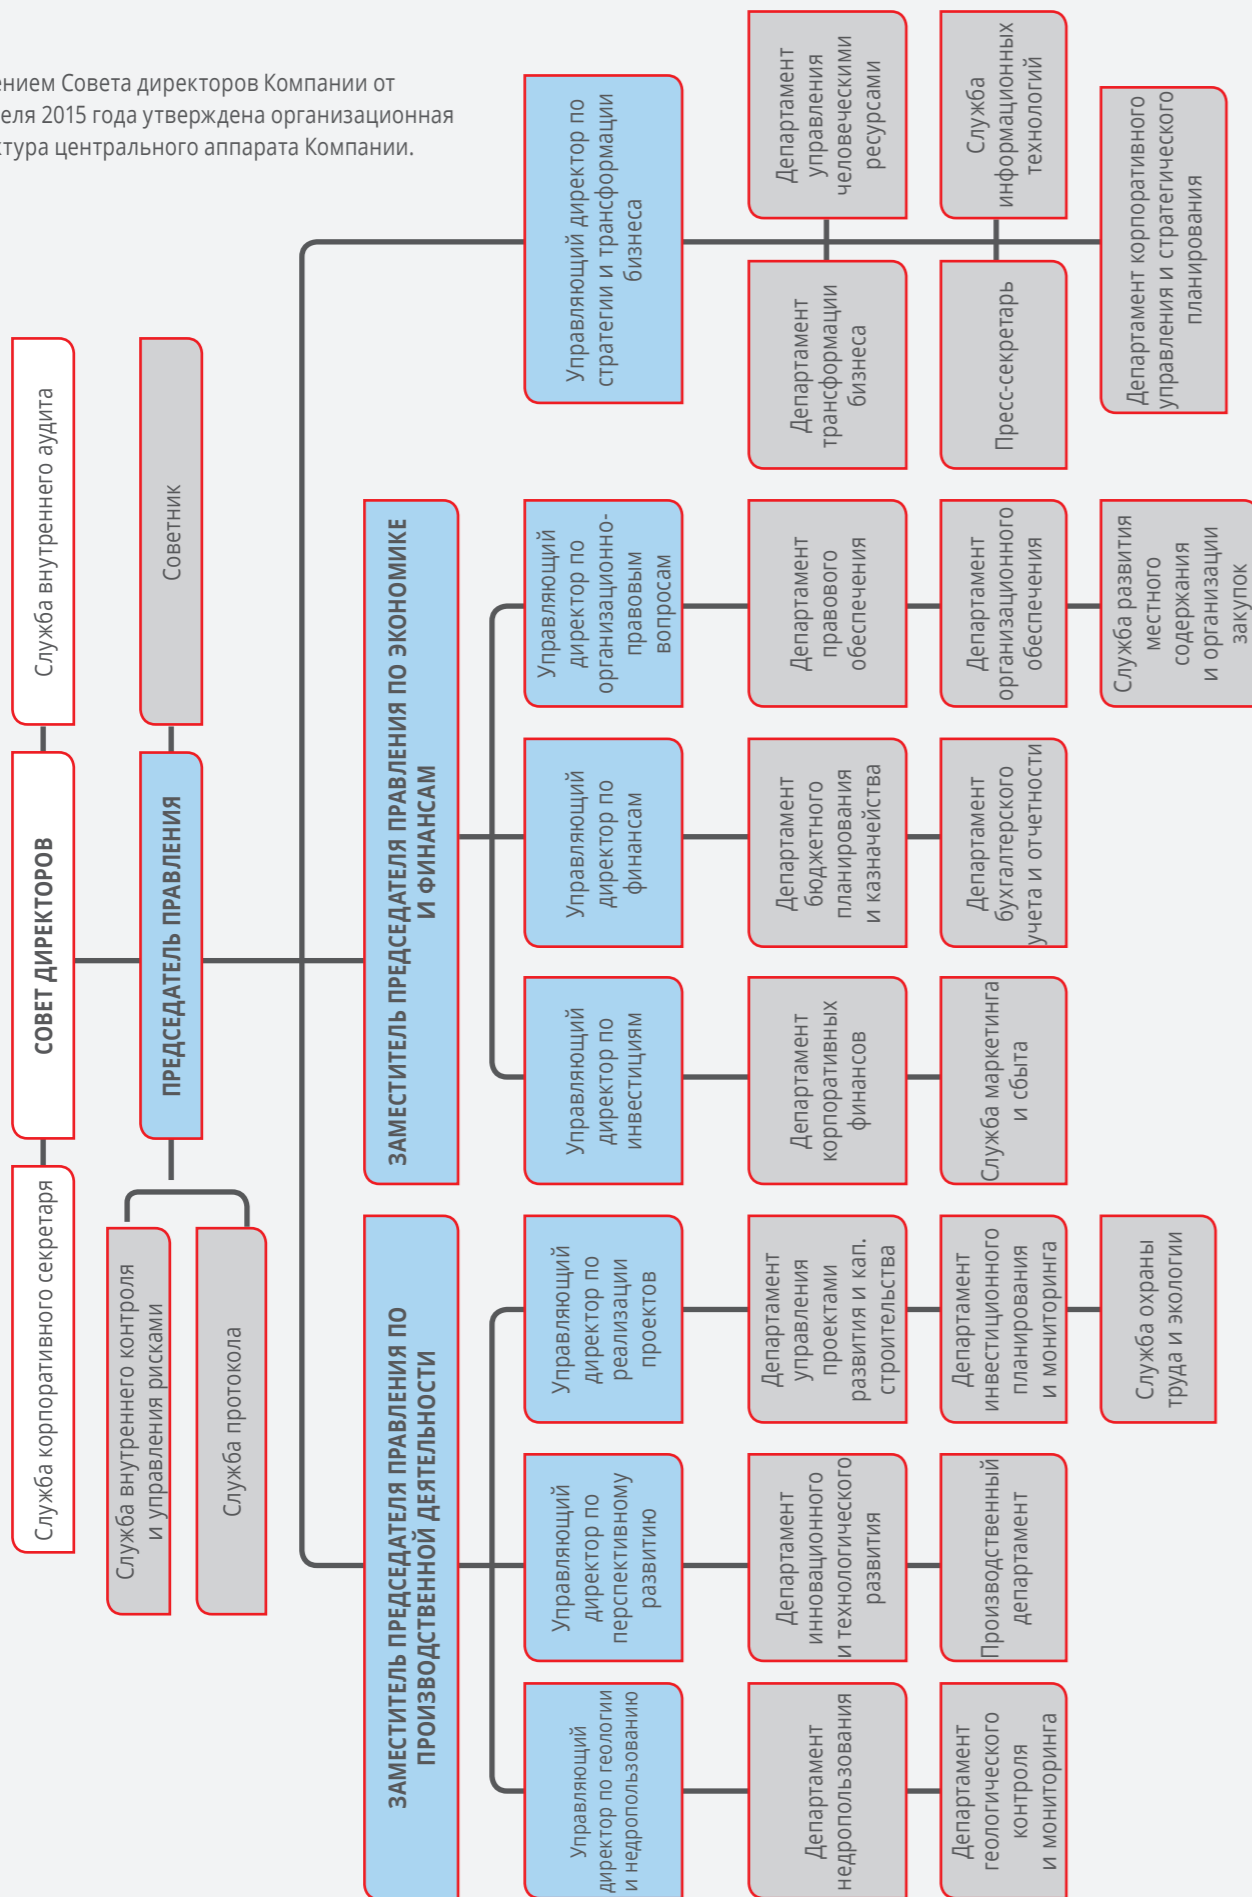 ением Совета директоров Компании от
еля 2015 года утверждена организационная
ктура центрального аппарата Компании.
Служба корпоративного секретаря
СОВЕТ ДИРЕКТОРОВ
Служба внутреннего аудита
Служба внутреннего контроля
и управления рисками
Служба протокола
ПРЕДСЕДАТЕЛЬ ПРАВЛЕНИЯ
Советник
ЗАМЕСТИТЕЛЬ ПРЕДСЕДАТЕЛЯ ПРАВЛЕНИЯ ПО
ПРОИЗВОДСТВЕННОЙ ДЕЯТЕЛЬНОСТИ
ЗАМЕСТИТЕЛЬ ПРЕДСЕДАТЕЛЯ ПРАВЛЕНИЯ ПО ЭКОНОМИКЕ
И ФИНАНСАМ
Управляющий
директор по геологии
и недропользованию
Управляющий
директор по
перспективному
развитию
Управляющий
директор по
реализации
проектов
Управляющий
директор по
инвестициям
Управляющий
директор по
финансам
Управляющий
директор по
организационно-
правовым
вопросам
Управляющий директор по
стратегии и трансформации
бизнеса
Департамент
недропользования
Департамент
инновационного
и технологического
развития
Департамент
управления
проектами
развития и кап.
строительства
Департамент
корпоративных
финансов
Департамент
бюджетного
планирования
и казначейства
Департамент
правового
обеспечения
Департамент
трансформации
бизнеса
Департамент
управления
человеческими
ресурсами
Департамент
геологического
контроля
и мониторинга
Производственный
департамент
Департамент
инвестиционного
планирования
и мониторинга
Служба маркетинга
и сбыта
Департамент
бухгалтерского
учета и отчетности
Департамент
организационного
обеспечения
Пресс-секретарь
Служба
информационных
технологий
Служба охраны
труда и экологии
Служба развития
местного
содержания
и организации
закупок
Департамент корпоративного
управления и стратегического
планирования